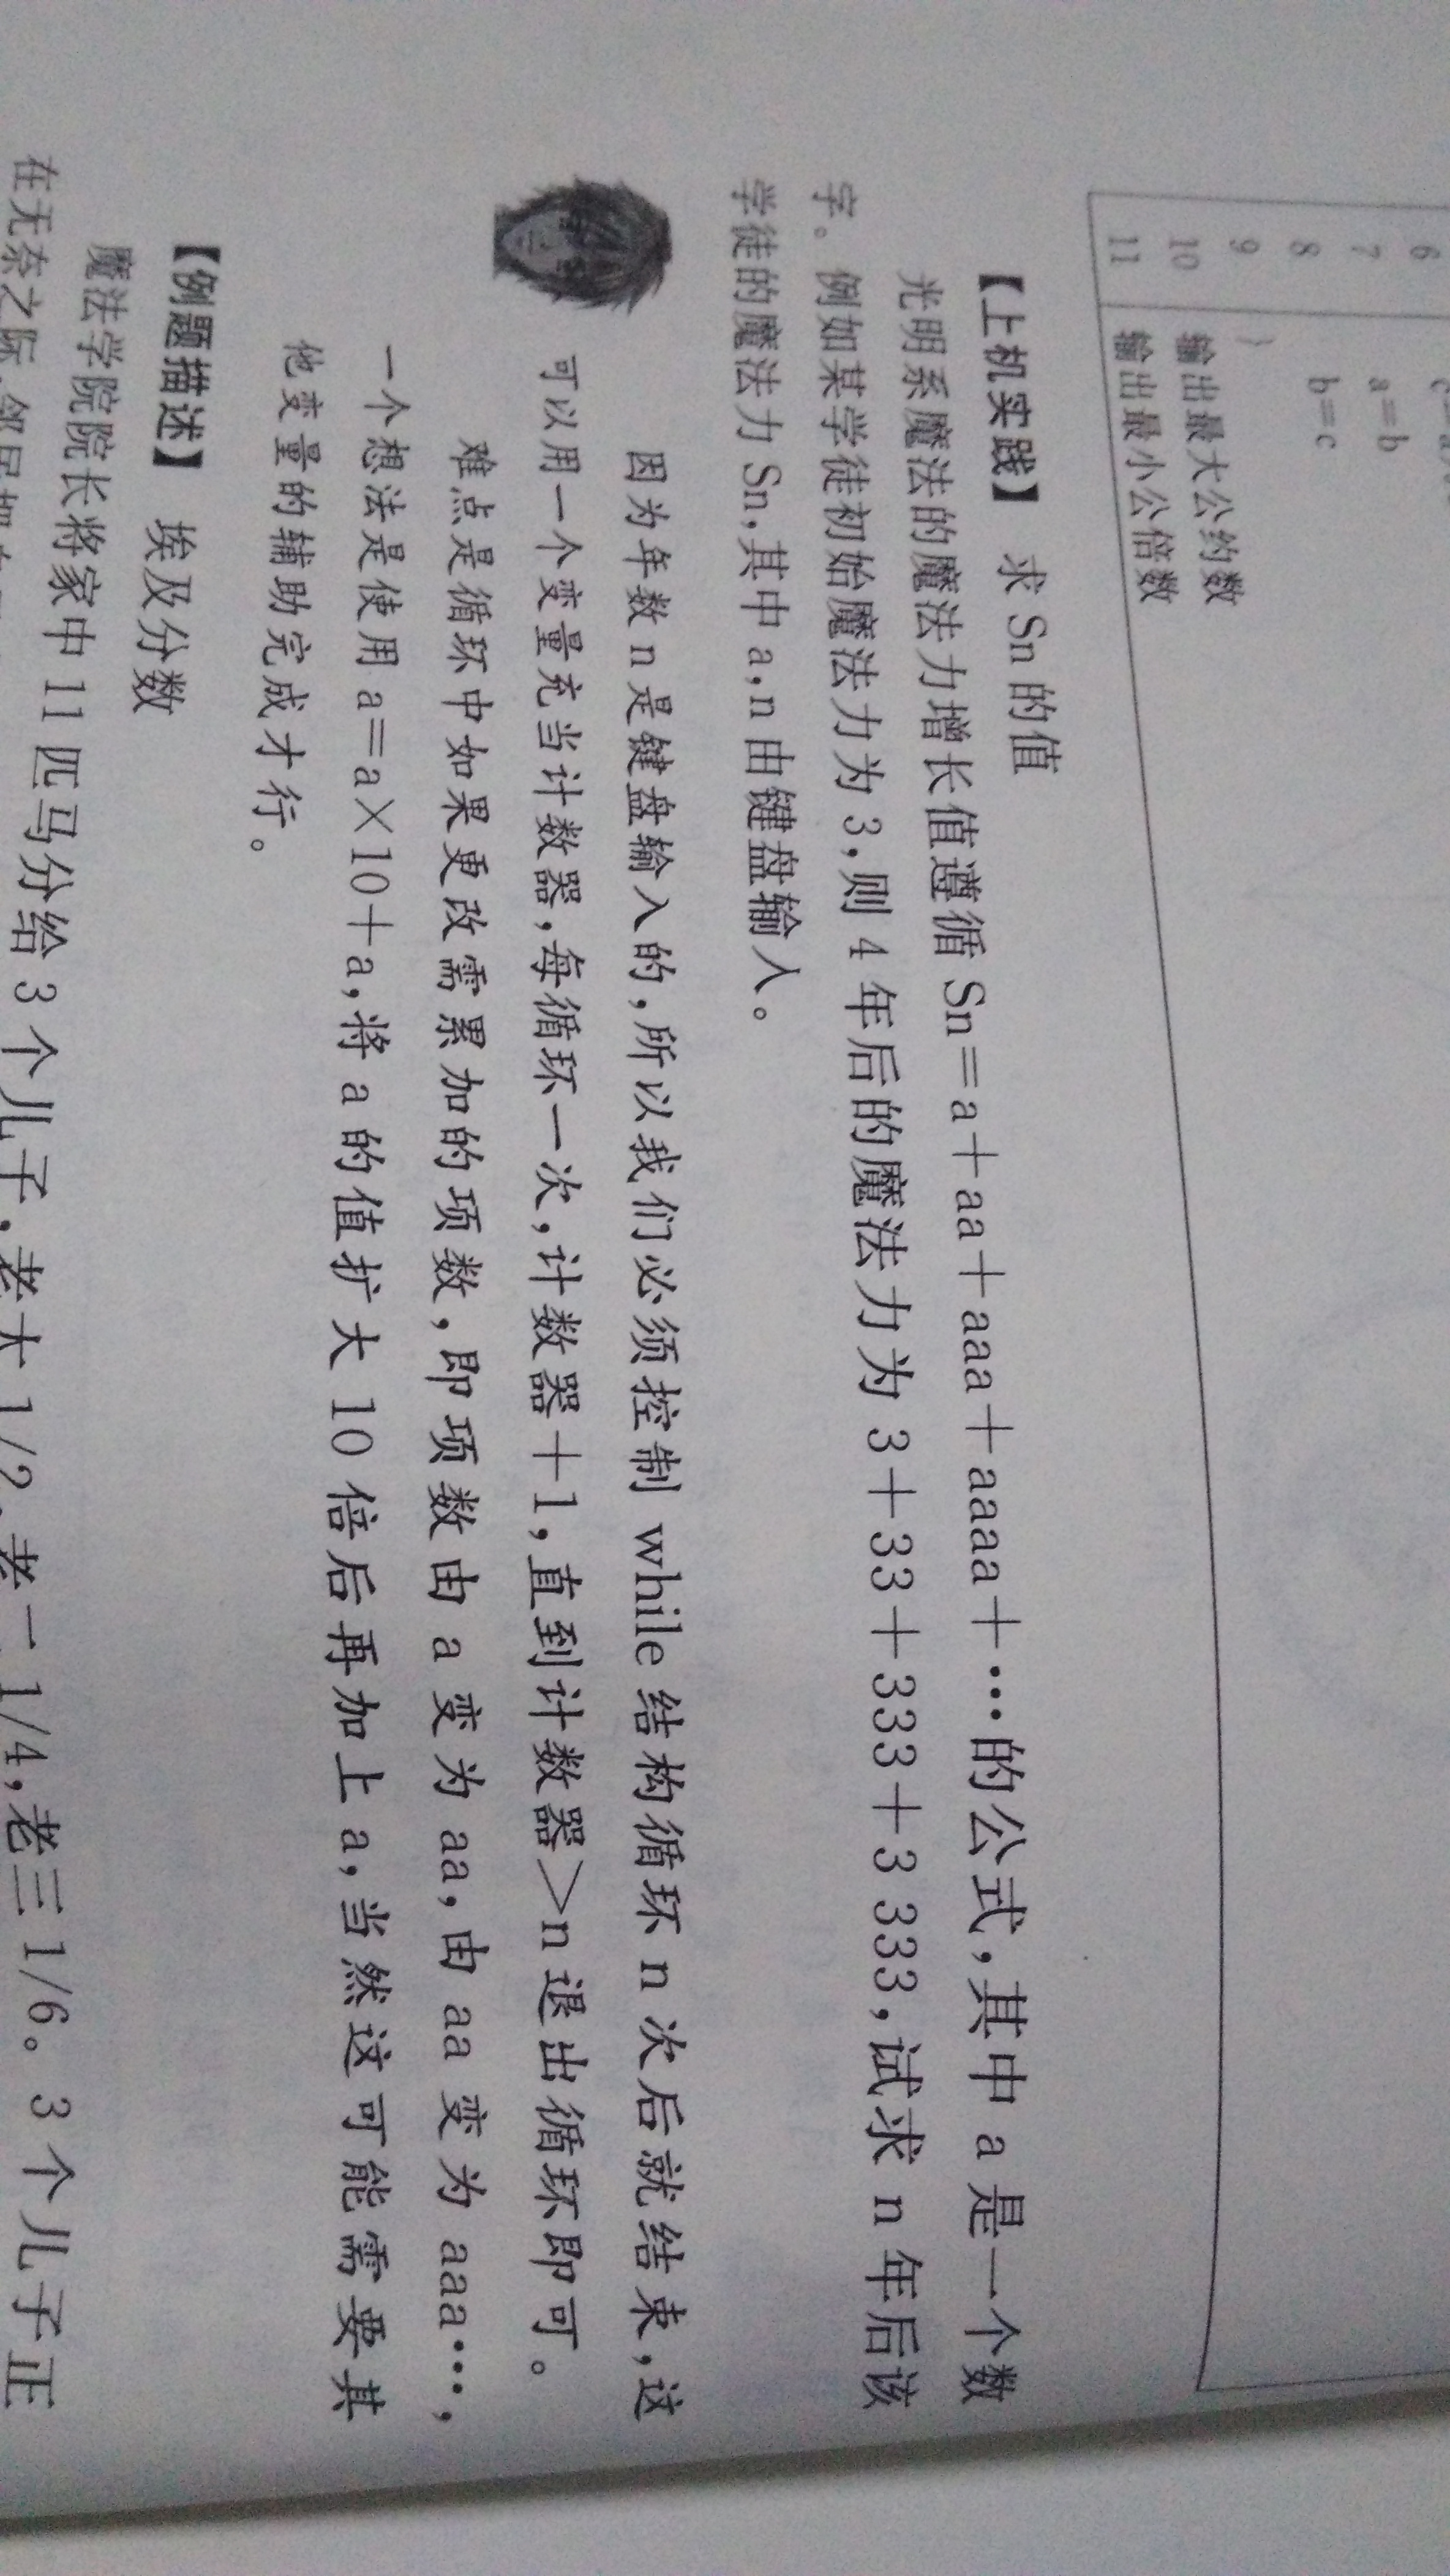 6
7 a=b
8 b=c
9 }
10 输出最大公约数
11 输出最小公倍数
【上机实践】 求 Sn 的值
光明系魔法的魔法力增长值遵循 Sn=a+aa+aaa+aaaa+…的公式,其中 a 是一个数
字。例如某学徒初始魔法力为 3,则 4 年后的魔法力为 3+33+333+3 333,试求 n 年后该
学徒的魔法力 Sn,其中 a,n 由键盘输入。
因为年数 n 是键盘输入的,所以我们必须控制 while 结构循环 n 次后就结束,这
可以用一个变量充当计数器,每循环一次,计数器+1,直到计数器>n 退出循环即可。
难点是循环中如果更改需累加的项数,即项数由 a 变为 aa,由 aa 变为 aaa…,
一个想法是使用 a=a×10+a,将 a 的值扩大 10 倍后再加上 a,当然这可能需要其
他变量的辅助完成才行。
【例题描述】 埃及分数
魔法学院院长将家中 11 匹马分给 3 个儿子,老大 1/2,老二 1/4,老三 1/6。3 个儿子正
在无奈之际,邻居把